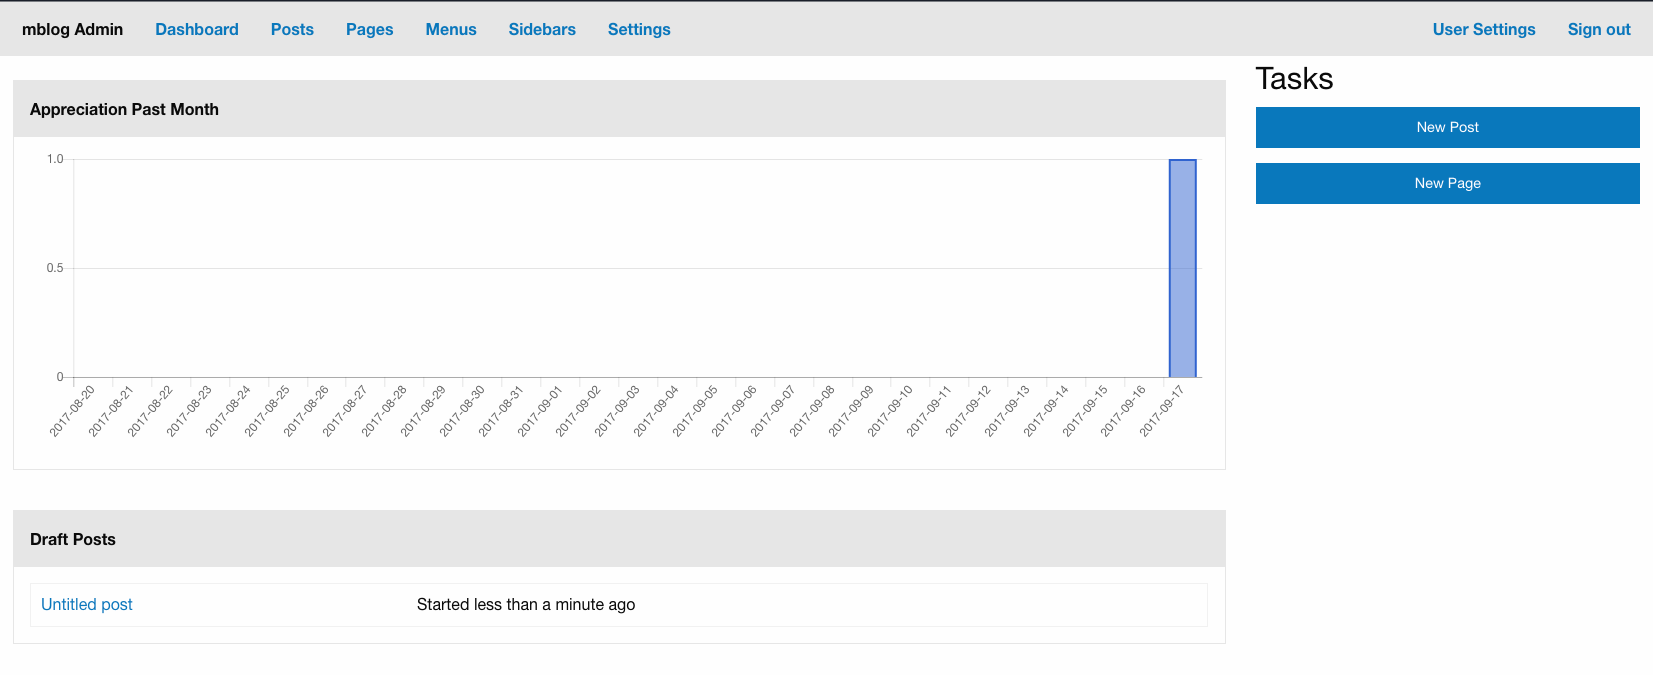 mblog Admin Dashboard Posts Pages Menus Sidebars Settings User Settings Sign out
Appreciation Past Month
1.0
0.5
0
2017-08-20 2017-08-21 2017-08-22 2017-08-23 2017-08-24 2017-08-25 2017-08-26 2017-08-27 2017-08-28 2017-08-29 2017-08-30 2017-08-31 2017-09-01 2017-09-02 2017-09-03 2017-09-04 2017-09-05 2017-09-06 2017-09-07 2017-09-08 2017-09-09 2017-09-10 2017-09-11 2017-09-12 2017-09-13 2017-09-14 2017-09-15 2017-09-16 2017-09-17
Draft Posts
Untitled post Started less than a minute ago
Tasks
New Post
New Page